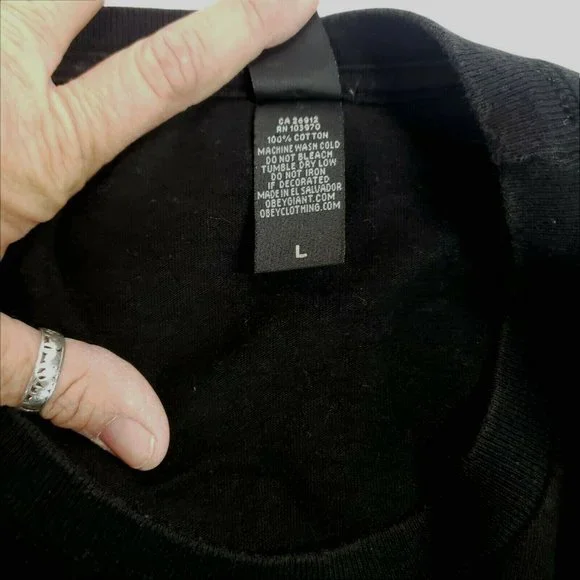 CA 26912
RN 103970
100% COTTON
MACHINE WASH COLD
DO NOT BLEACH
TUMBLE DRY LOW
DO NOT IRON
IF DECORATED
MADE IN EL SALVADOR
OBEYGIANT.COM
OBEYCLOTHING.COM
L